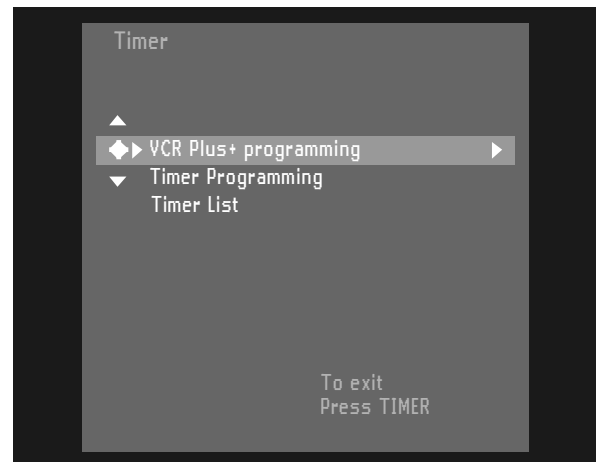 Timer
VCR Plus+ programming
Timer Programming
Timer List
To exit
Press TIMER